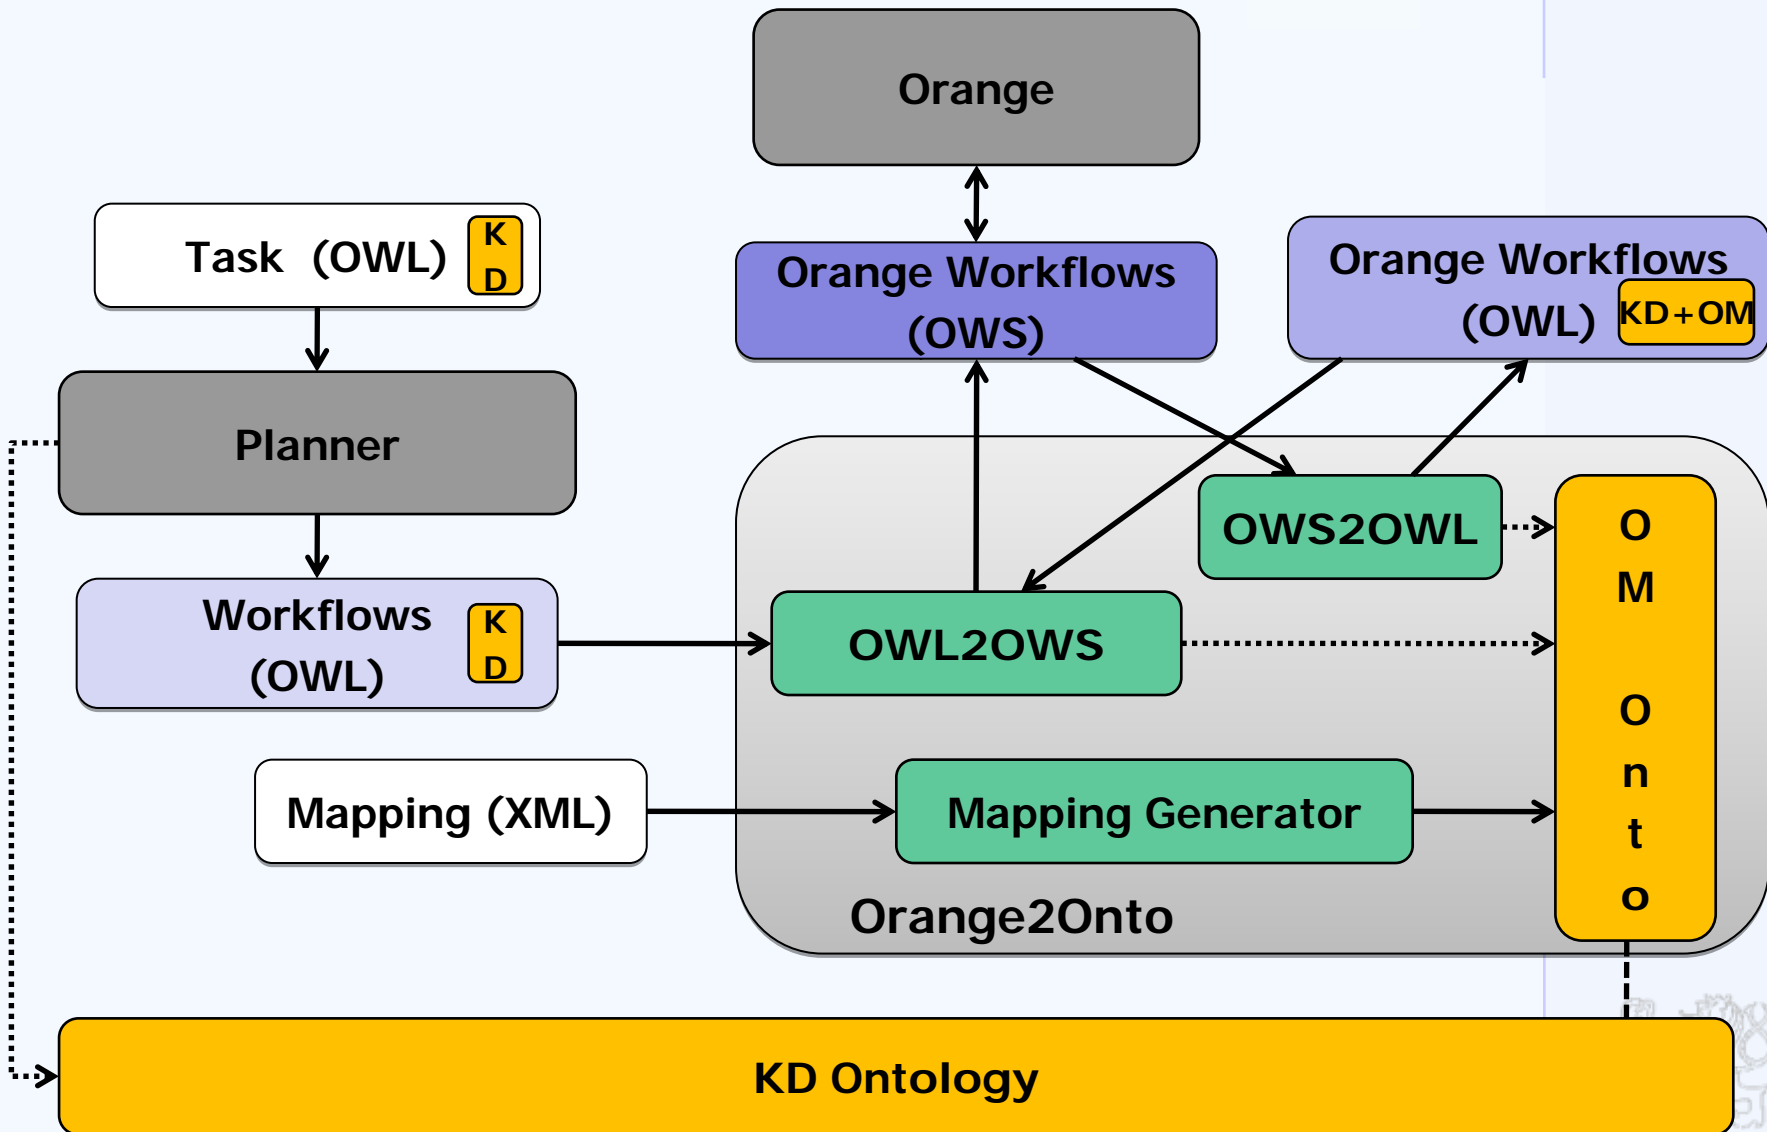 Orange
Task (OWL)
K
D
Orange Workflows
(OWS)
Orange Workflows
(OWL)
KD+OM
Planner
OWS2OWL
Workflows
(OWL)
K
D
OWL2OWS
O
M
O
n
t
o
Mapping (XML)
Mapping Generator
Orange2Onto
KD Ontology